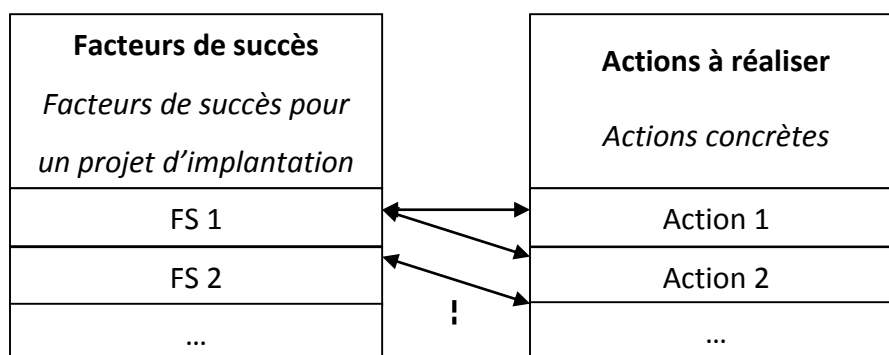 Facteurs de succès
Facteurs de succès pour
un projet d'implantation
FS 1
FS 2
...
Actions à réaliser
Actions concrètes
Action 1
Action 2
...